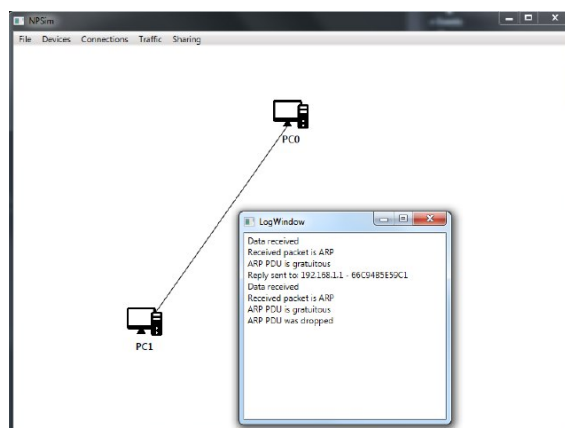 NPSim
File Devices Connections Traffic Sharing
PC0
PC1
LogWindow
Data received
Received packet is ARP
ARP PDU is gratuitous
Reply sent to: 192.168.1.1 - 66C94B5E59C1
Data received
Received packet is ARP
ARP PDU is gratuitous
ARP PDU was dropped